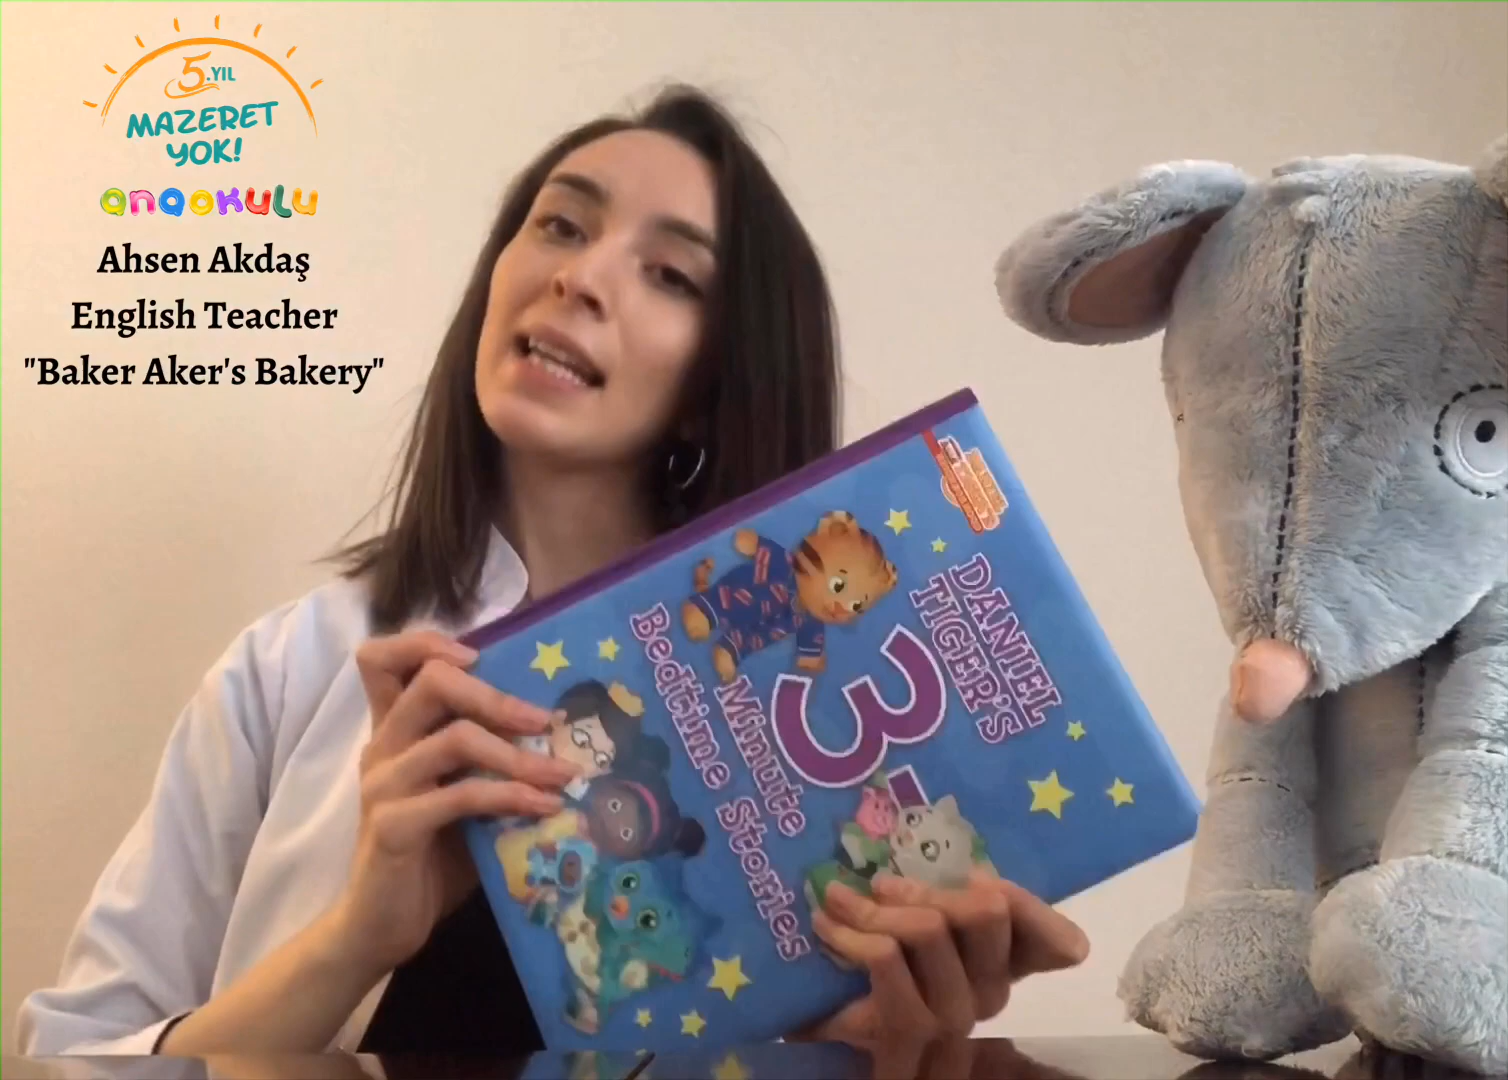 5.YIL
MAZERET
YOK!
anaokulu
Ahsen Akdaş
English Teacher
"Baker Aker's Bakery"
DANIEL
TIGER'S
3-
Minute
Bedtime Stories